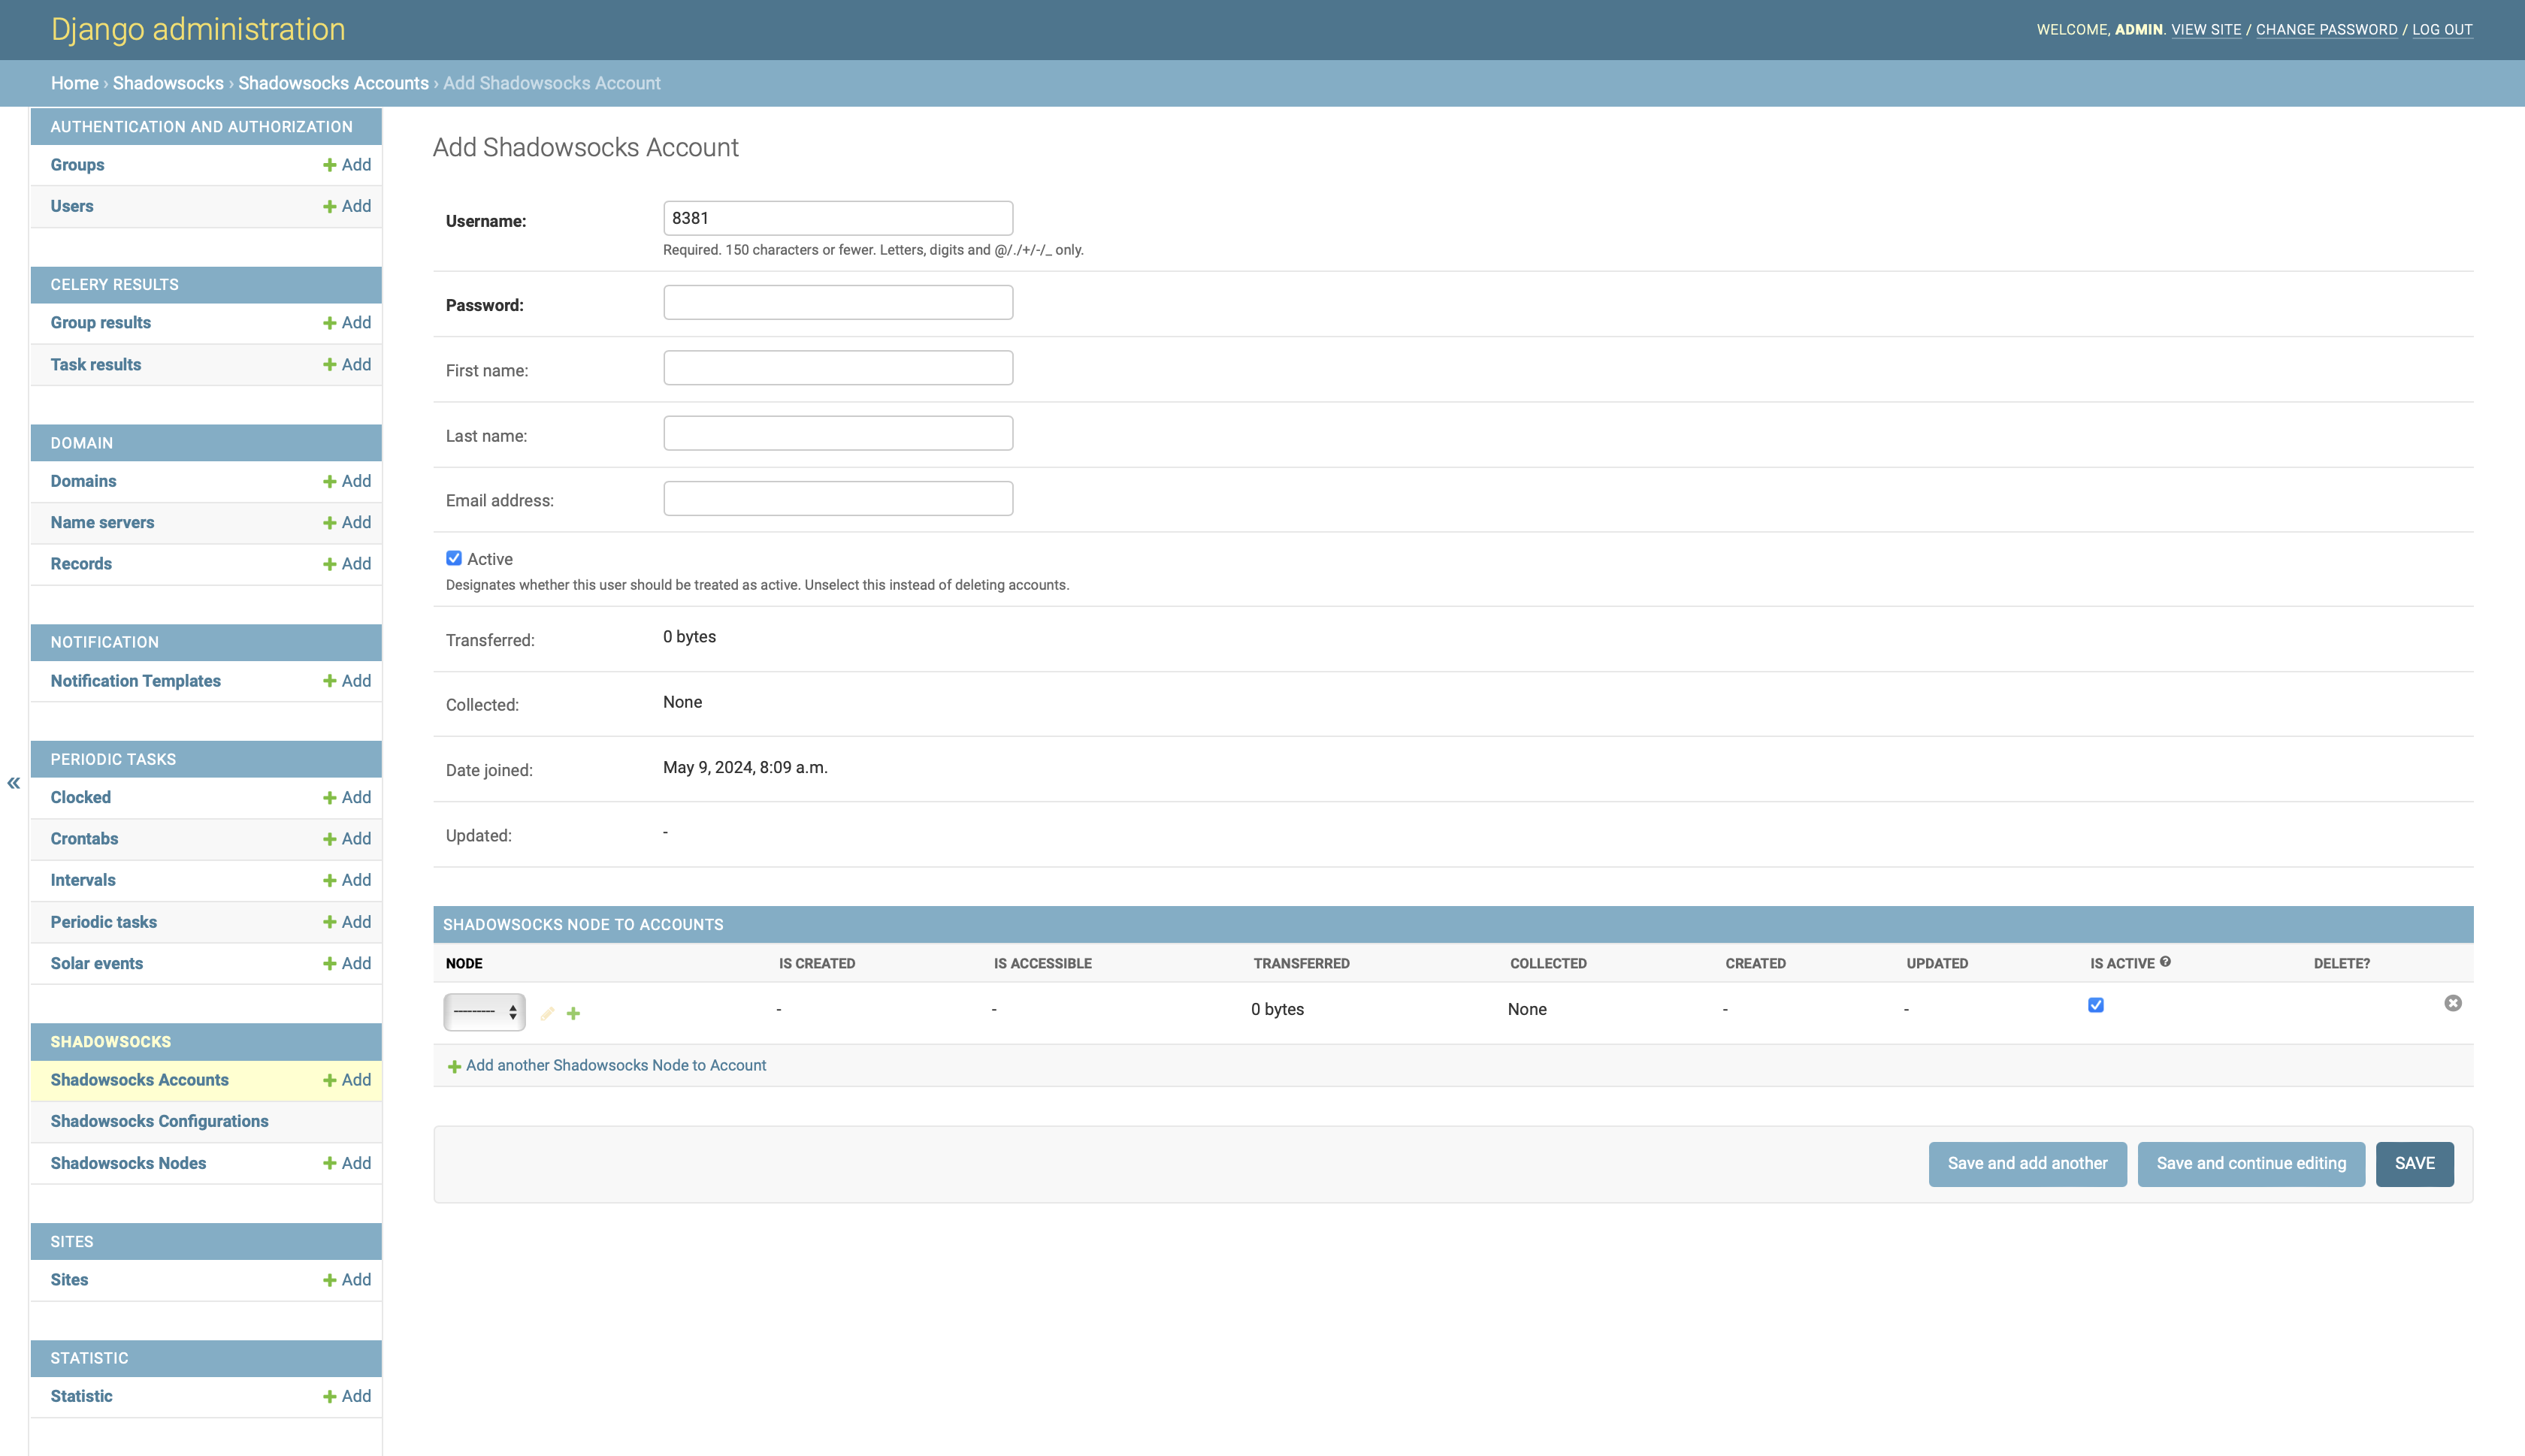 Django administration
WELCOME, ADMIN. VIEW SITE / CHANGE PASSWORD / LOG OUT
Home › Shadowsocks › Shadowsocks Accounts › Add Shadowsocks Account
AUTHENTICATION AND AUTHORIZATION
Groups Add
Users Add
CELERY RESULTS
Group results Add
Task results Add
DOMAIN
Domains Add
Name servers Add
Records Add
NOTIFICATION
Notification Templates Add
PERIODIC TASKS
Clocked Add
Crontabs Add
Intervals Add
Periodic tasks Add
Solar events Add
SHADOWSOCKS
Shadowsocks Accounts Add
Shadowsocks Configurations
Shadowsocks Nodes Add
SITES
Sites Add
STATISTIC
Statistic Add
«
Add Shadowsocks Account
Username: 8381
Required. 150 characters or fewer. Letters, digits and @/./+/-/_ only.
Password:
First name:
Last name:
Email address:
Active
Designates whether this user should be treated as active. Unselect this instead of deleting accounts.
Transferred: 0 bytes
Collected: None
Date joined: May 9, 2024, 8:09 a.m.
Updated: -
SHADOWSOCKS NODE TO ACCOUNTS
NODE IS CREATED IS ACCESSIBLE TRANSFERRED COLLECTED CREATED UPDATED IS ACTIVE DELETE?
--------- - - 0 bytes None - -
Add another Shadowsocks Node to Account
Save and add another Save and continue editing SAVE